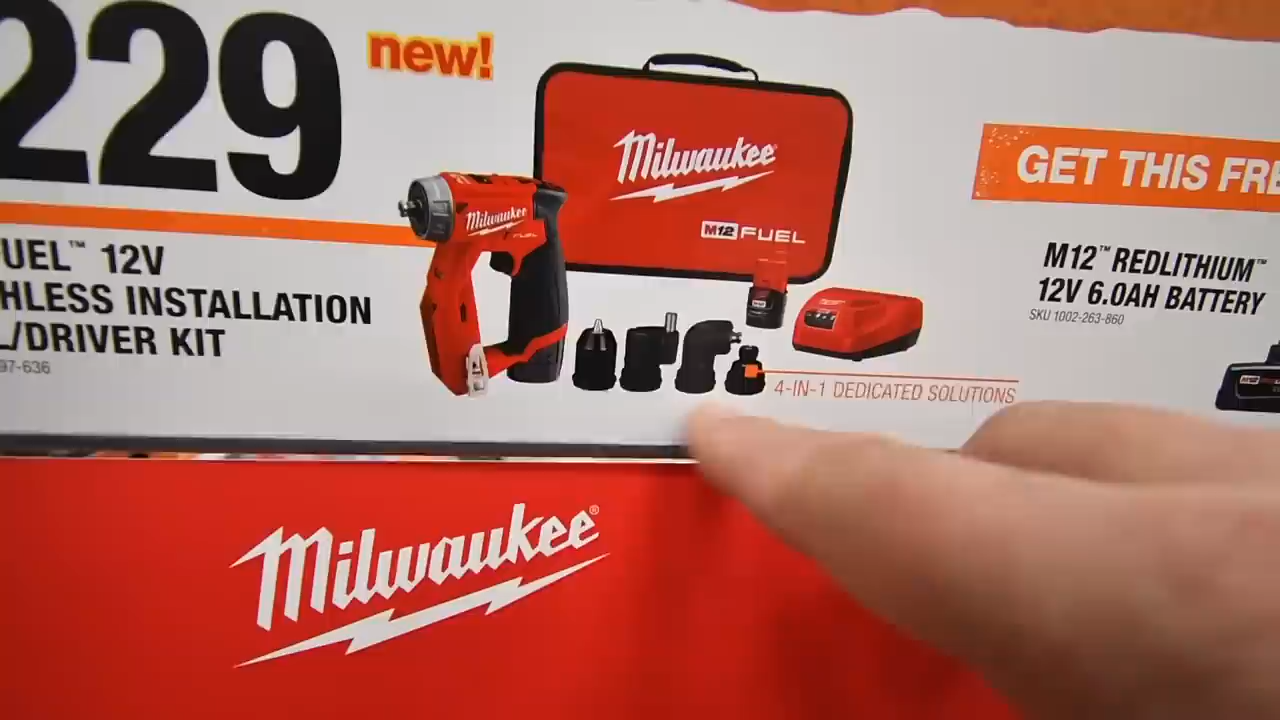 229
new!
UEL™ 12V
HLESS INSTALLATION
L/DRIVER KIT
97-636
Milwaukee
M12 FUEL
Milwaukee
FUEL
4-IN-1 DEDICATED SOLUTIONS
GET THIS FRE
M12™ REDLITHIUM™
12V 6.0AH BATTERY
SKU 1002-263-860
Milwaukee®